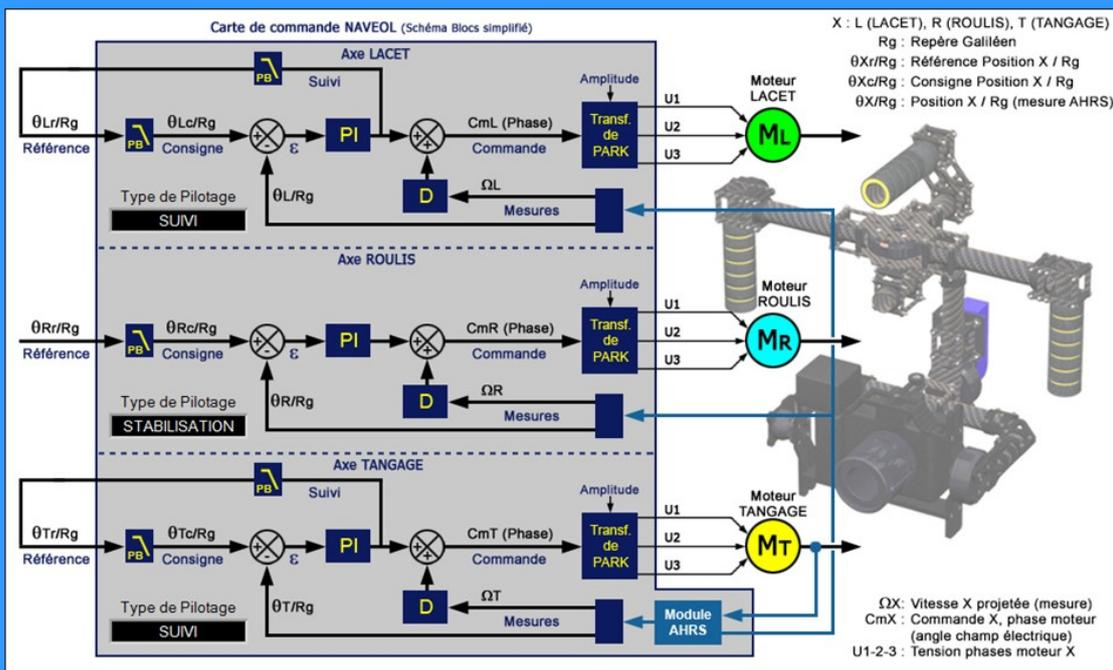 Carte de commande NAVEOL (Schéma Blocs simplifié)
X : L (LACET), R (ROULIS), T (TANGAGE)
Rg : Repère Galiléen
θXr/Rg : Référence Position X / Rg
θXc/Rg : Consigne Position X / Rg
θX/Rg : Position X / Rg (mesure AHRS)
Axe LACET
PB
Suivi
Amplitude
Moteur
LACET
θLr/Rg
Référence
PB
θLc/Rg
Consigne
+
-
ε
PI
+
+
CmL (Phase)
Commande
Transf.
de
PARK
U1
U2
U3
ML
D
ΩL
Mesures
θL/Rg
Type de Pilotage
SUIVI
Axe ROULIS
Amplitude
Moteur
ROULIS
θRr/Rg
Référence
PB
θRc/Rg
Consigne
+
-
ε
PI
+
+
CmR (Phase)
Commande
Transf.
de
PARK
U1
U2
U3
MR
D
ΩR
Mesures
θR/Rg
Type de Pilotage
STABILISATION
Axe TANGAGE
PB
Suivi
Amplitude
Moteur
TANGAGE
θTr/Rg
Référence
PB
θTc/Rg
Consigne
+
-
ε
PI
+
+
CmT (Phase)
Commande
Transf.
de
PARK
U1
U2
U3
MT
D
ΩT
Mesures
θT/Rg
Type de Pilotage
SUIVI
Module
AHRS
ΩX: Vitesse X projetée (mesure)
CmX : Commande X, phase moteur
(angle champ électrique)
U1-2-3 : Tension phases moteur X